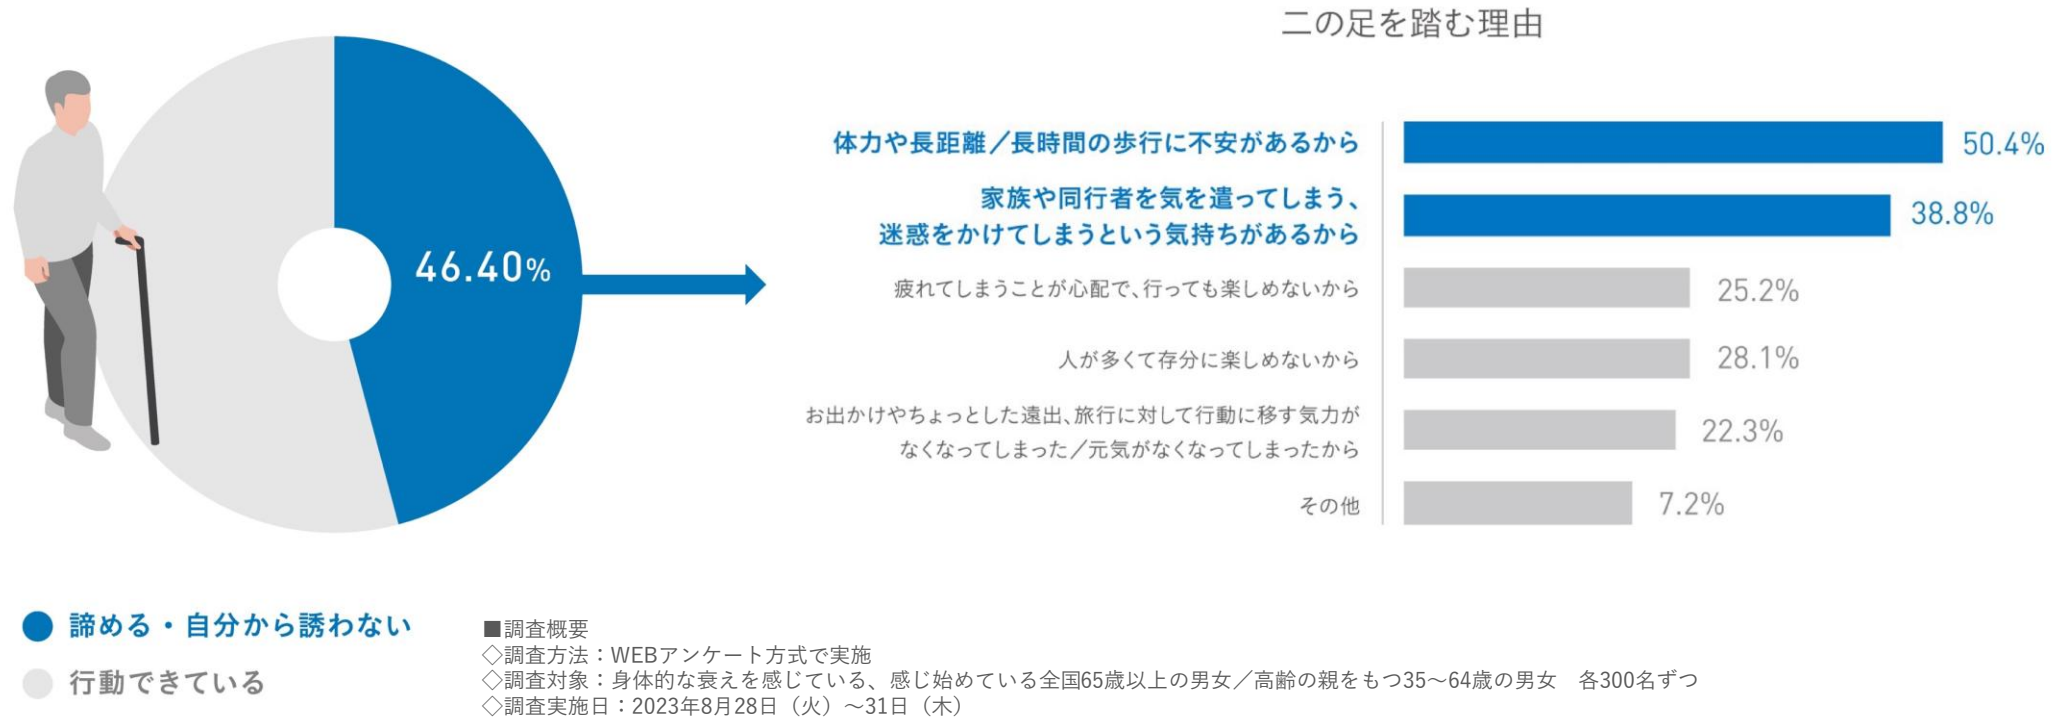 二の足を踏む理由
46.40%
体力や長距離／長時間の歩行に不安があるから
50.4%
家族や同行者を気を遣ってしまう、
迷惑をかけてしまうという気持ちがあるから
38.8%
疲れてしまうことが心配で、行っても楽しめないから
25.2%
人が多くて存分に楽しめないから
28.1%
お出かけやちょっとした遠出、旅行に対して行動に移す気力が
なくなってしまった／元気がなくなってしまったから
22.3%
その他
7.2%
諦める・自分から誘わない
行動できている
■調査概要
◇調査方法：WEBアンケート方式で実施
◇調査対象：身体的な衰えを感じている、感じ始めている全国65歳以上の男女／高齢の親をもつ35～64歳の男女　各300名ずつ
◇調査実施日：2023年8月28日（火）～31日（木）